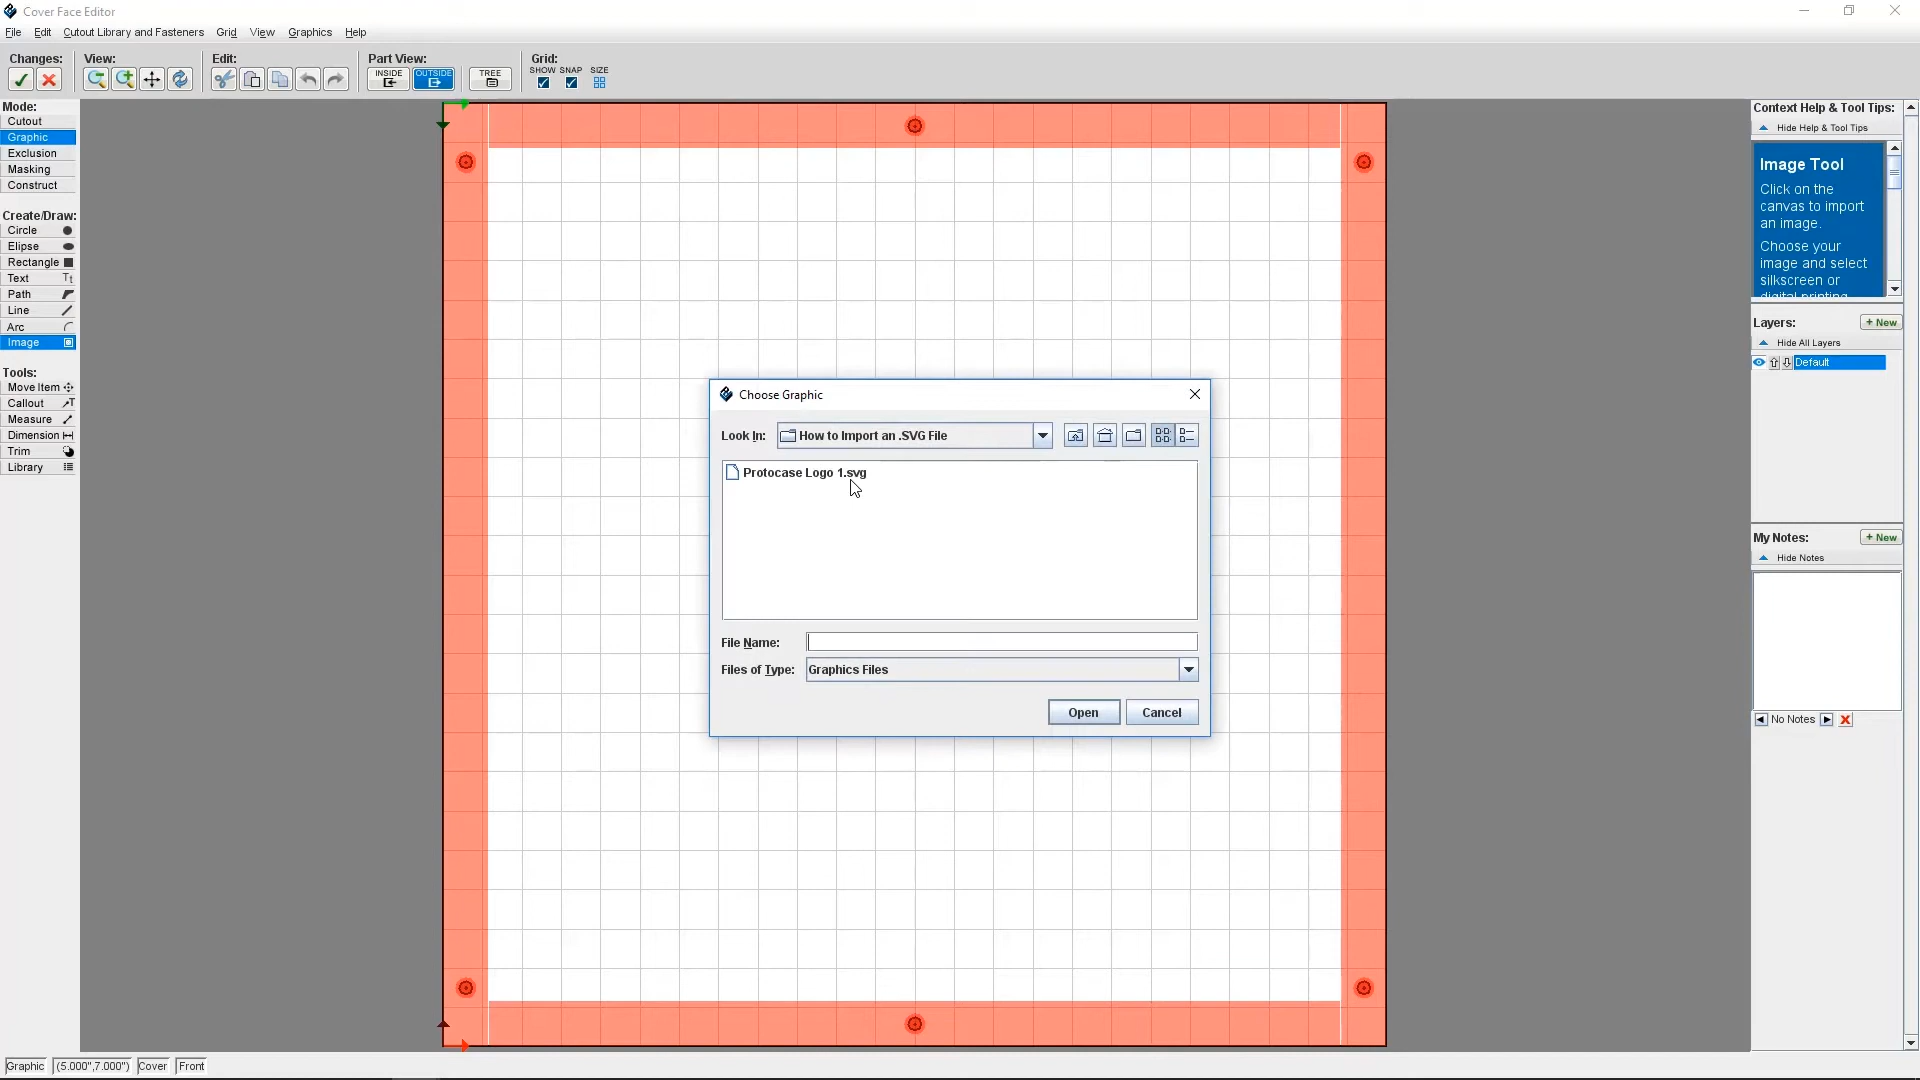 Cover Face Editor
File Edit Cutout Library and Fasteners Grid View Graphics Help
Changes: View: Edit: Part View: Grid:
INSIDE OUTSIDE TREE SHOW SNAP SIZE
Mode:
Cutout
Graphic
Exclusion
Masking
Construct
Create/Draw:
Circle
Elipse
Rectangle
Text Tt
Path
Line
Arc
Image
Tools:
Move Item
Callout
Measure
Dimension
Trim
Library
Choose Graphic
Look In: How to Import an .SVG File
Protocase Logo 1.svg
File Name:
Files of Type: Graphics Files
Open Cancel
Context Help & Tool Tips:
Hide Help & Tool Tips
Image Tool
Click on the
canvas to import
an image.
Choose your
image and select
silkscreen or
digital printing
Layers: + New
Hide All Layers
Default
My Notes: + New
Hide Notes
No Notes
Graphic (5.000",7.000") Cover Front